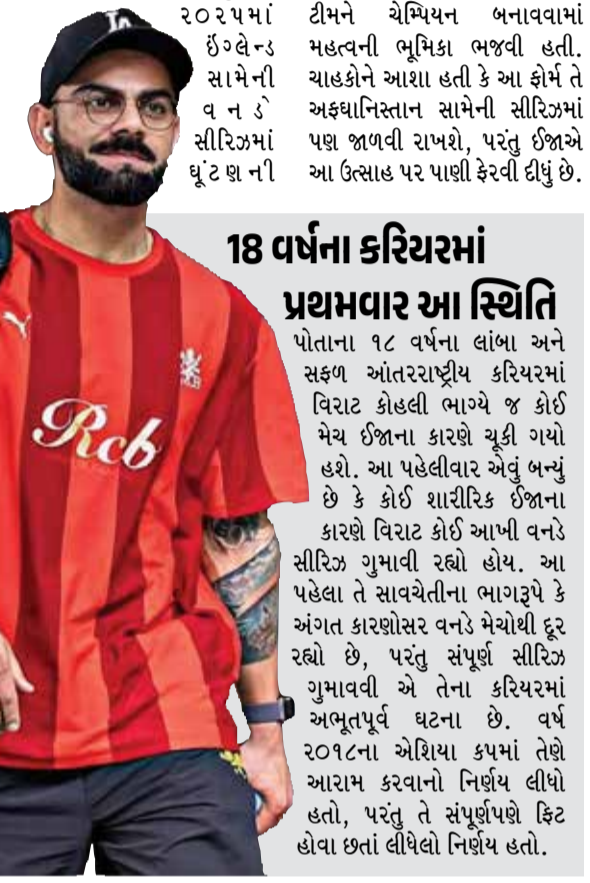 ૨૦૨૫માં
ઇંગ્લેન્ડ
સામેની
વનડે
સીરિઝમાં
ઘૂંટણની
ટીમને ચેમ્પિયન બનાવવામાં
મહત્વની ભૂમિકા ભજવી હતી.
ચાહકોને આશા હતી કે આ ફોર્મ તે
અફઘાનિસ્તાન સામેની સીરિઝમાં
પણ જાળવી રાખશે, પરંતુ ઈજાએ
આ ઉત્સાહ પર પાણી ફેરવી દીધું છે.
18 વર્ષના કરિયરમાં
પ્રથમવાર આ સ્થિતિ
પોતાના ૧૮ વર્ષના લાંબા અને
સફળ આંતરરાષ્ટ્રીય કરિયરમાં
વિરાટ કોહલી ભાગ્યે જ કોઈ
મેચ ઈજાના કારણે ચૂકી ગયો
હશે. આ પહેલીવાર એવું બન્યું
છે કે કોઈ શારીરિક ઈજાના
કારણે વિરાટ કોઈ આખી વનડે
સીરિઝ ગુમાવી રહ્યો હોય. આ
પહેલા તે સાવચેતીના ભાગરૂપે કે
અંગત કારણોસર વનડે મેચોથી દૂર
રહ્યો છે, પરંતુ સંપૂર્ણ સીરિઝ
ગુમાવવી એ તેના કરિયરમાં
અભૂતપૂર્વ ઘટના છે. વર્ષ
૨૦૧૮ના એશિયા કપમાં તેણે
આરામ કરવાનો નિર્ણય લીધો
હતો, પરંતુ તે સંપૂર્ણપણે ફિટ
હોવા છતાં લીધેલો નિર્ણય હતો.
LA
RCB
Rcb